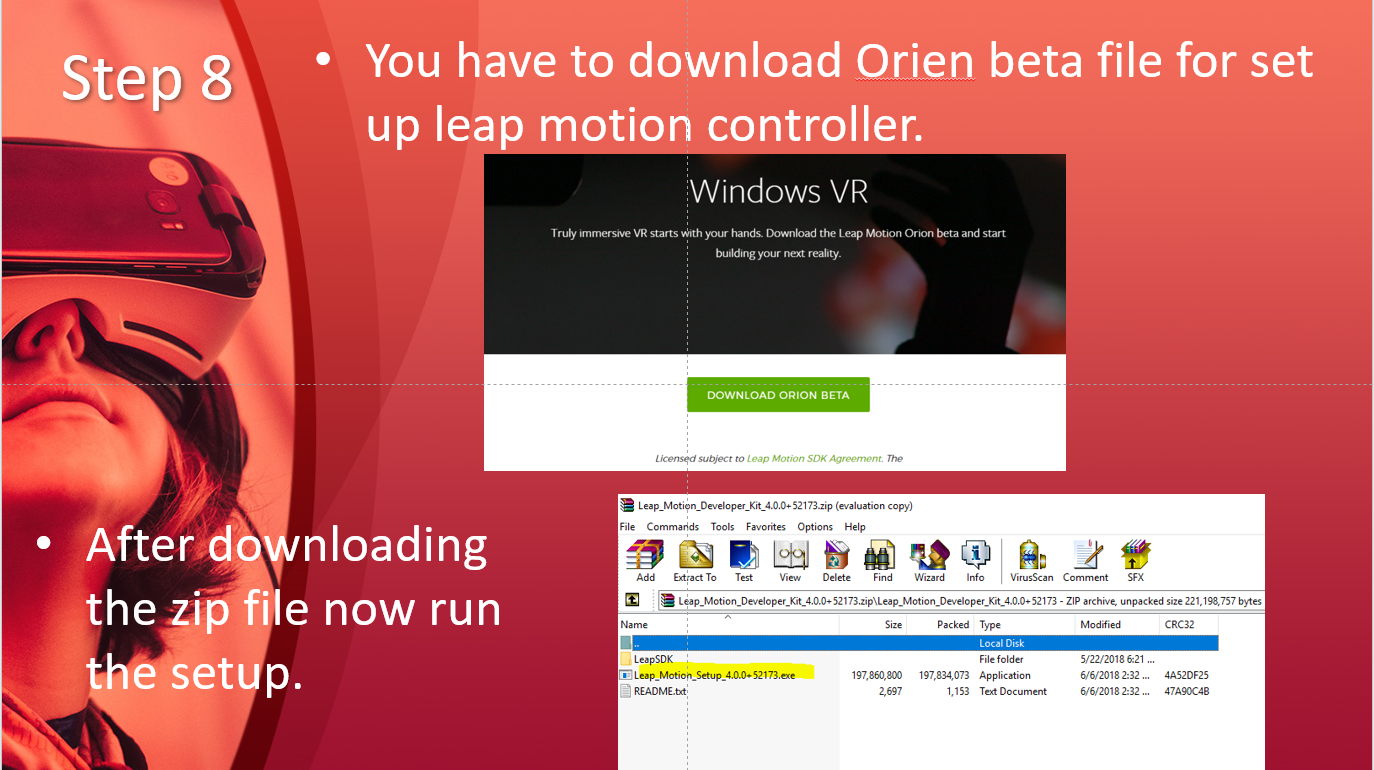 Step 8
• You have to download Orien beta file for set
up leap motion controller.
Windows VR
Truly immersive VR starts with your hands. Download the Leap Motion Orion beta and start
building your next reality.
DOWNLOAD ORION BETA
Licensed subject to Leap Motion SDK Agreement. The
• After downloading
the zip file now run
the setup.
Leap_Motion_Developer_Kit_4.0.0+52173.zip (evaluation copy)
File Commands Tools Favorites Options Help
Add Extract To Test View Delete Find Wizard Info VirusScan Comment SFX
Leap_Motion_Developer_Kit_4.0.0+52173.zip\Leap_Motion_Developer_Kit_4.0.0+52173 - ZIP archive, unpacked size 221,198,757 bytes
Name Size Packed Type Modified CRC32
.. Local Disk
LeapSDK File folder 5/22/2018 6:21 ...
Leap_Motion_Setup_4.0.0+52173.exe 197,860,800 197,834,073 Application 6/6/2018 2:32 ... 4A52DF25
README.txt 2,697 1,153 Text Document 6/6/2018 2:32 ... 47A90C4B